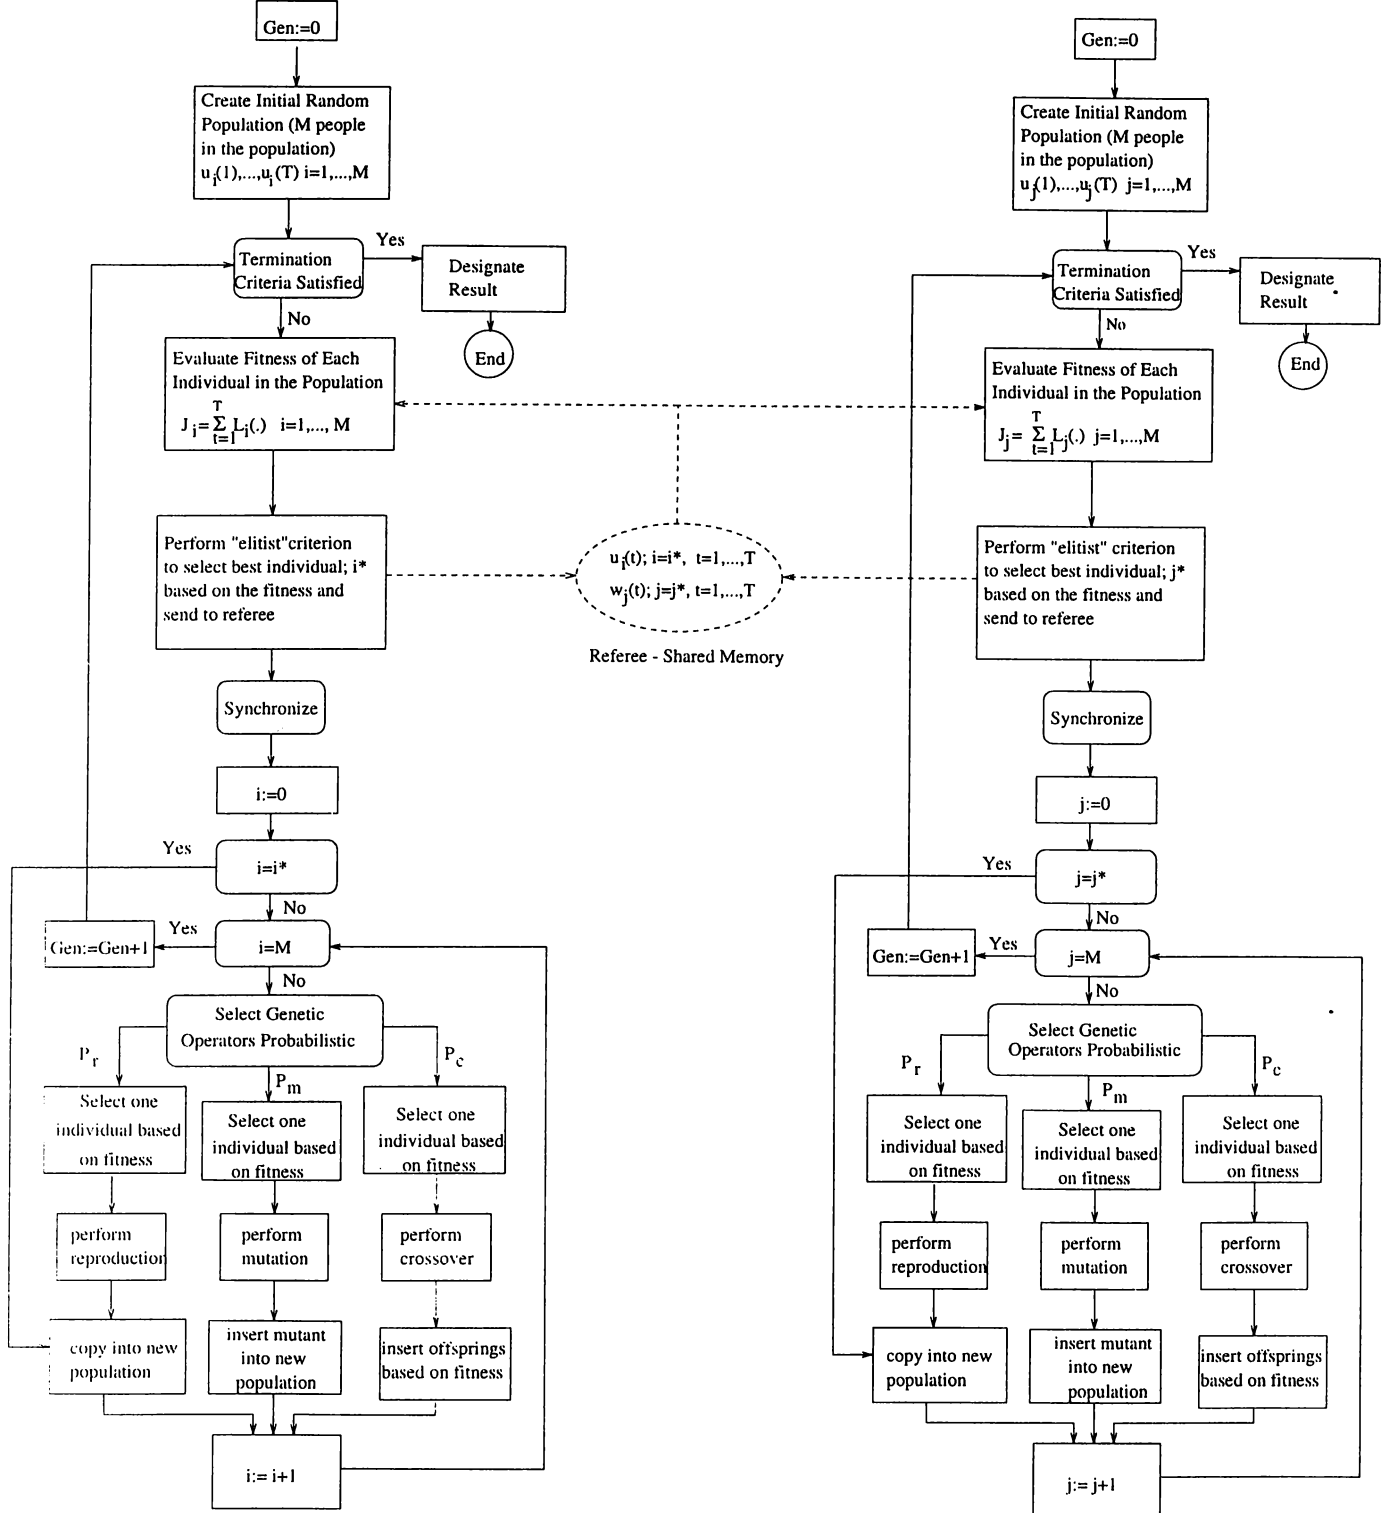 Gen:=0
Create Initial Random
Population (M people
in the population)
u_i(1),...,u_i(T) i=1,...,M
Termination
Criteria Satisfied
Yes
Designate
Result
End
No
Evaluate Fitness of Each
Individual in the Population
J_i= Σ_{t=1}^{T} L_i(.) i=1,..., M
Perform "elitist"criterion
to select best individual; i*
based on the fitness and
send to referee
Synchronize
i:=0
Yes
i=i*
No
Gen:=Gen+1
Yes
i=M
No
Select Genetic
Operators Probabilistic
P_r
P_m
P_c
Select one
individual based
on fitness
Select one
individual based
on fitness
Select one
individual based
on fitness
perform
reproduction
perform
mutation
perform
crossover
copy into new
population
insert mutant
into new
population
insert offsprings
based on fitness
i:= i+1
u_i(t); i=i*, t=1,...,T
w_j(t); j=j*, t=1,...,T
Referee - Shared Memory
Gen:=0
Create Initial Random
Population (M people
in the population)
u_j(1),...,u_j(T) j=1,...,M
Termination
Criteria Satisfied
Yes
Designate
Result
End
No
Evaluate Fitness of Each
Individual in the Population
J_j= Σ_{t=1}^{T} L_j(.) j=1,...,M
Perform "elitist" criterion
to select best individual; j*
based on the fitness and
send to referee
Synchronize
j:=0
Yes
j=j*
No
Gen:=Gen+1
Yes
j=M
No
Select Genetic
Operators Probabilistic
P_r
P_m
P_c
Select one
individual based
on fitness
Select one
individual based
on fitness
Select one
individual based
on fitness
perform
reproduction
perform
mutation
perform
crossover
copy into new
population
insert mutant
into new
population
insert offsprings
based on fitness
j:= j+1